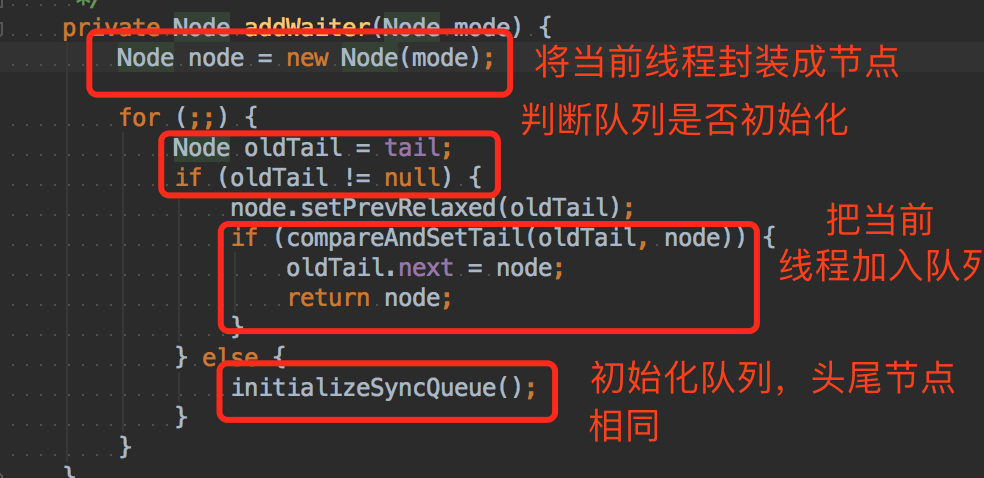 */
private Node addWaiter(Node mode) {
Node node = new Node(mode);
将当前线程封装成节点
for (;;) {
判断队列是否初始化
Node oldTail = tail;
if (oldTail != null) {
node.setPrevRelaxed(oldTail);
if (compareAndSetTail(oldTail, node)) {
oldTail.next = node;
return node;
}
把当前
线程加入队列
} else {
initializeSyncQueue();
}
初始化队列，头尾节点
相同
}
}